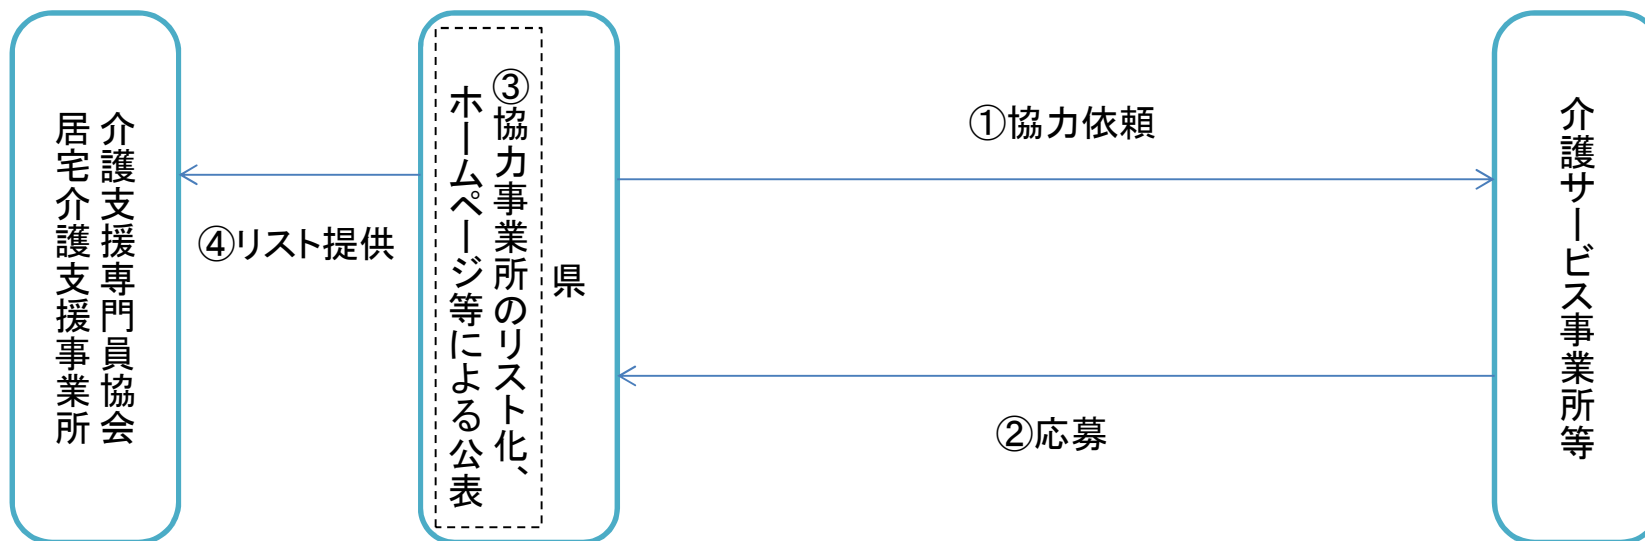 介護支援専門員協会
居宅介護支援事業所
④リスト提供
県
③協力事業所のリスト化、
ホームページ等による公表
①協力依頼
②応募
介護サービス事業所等